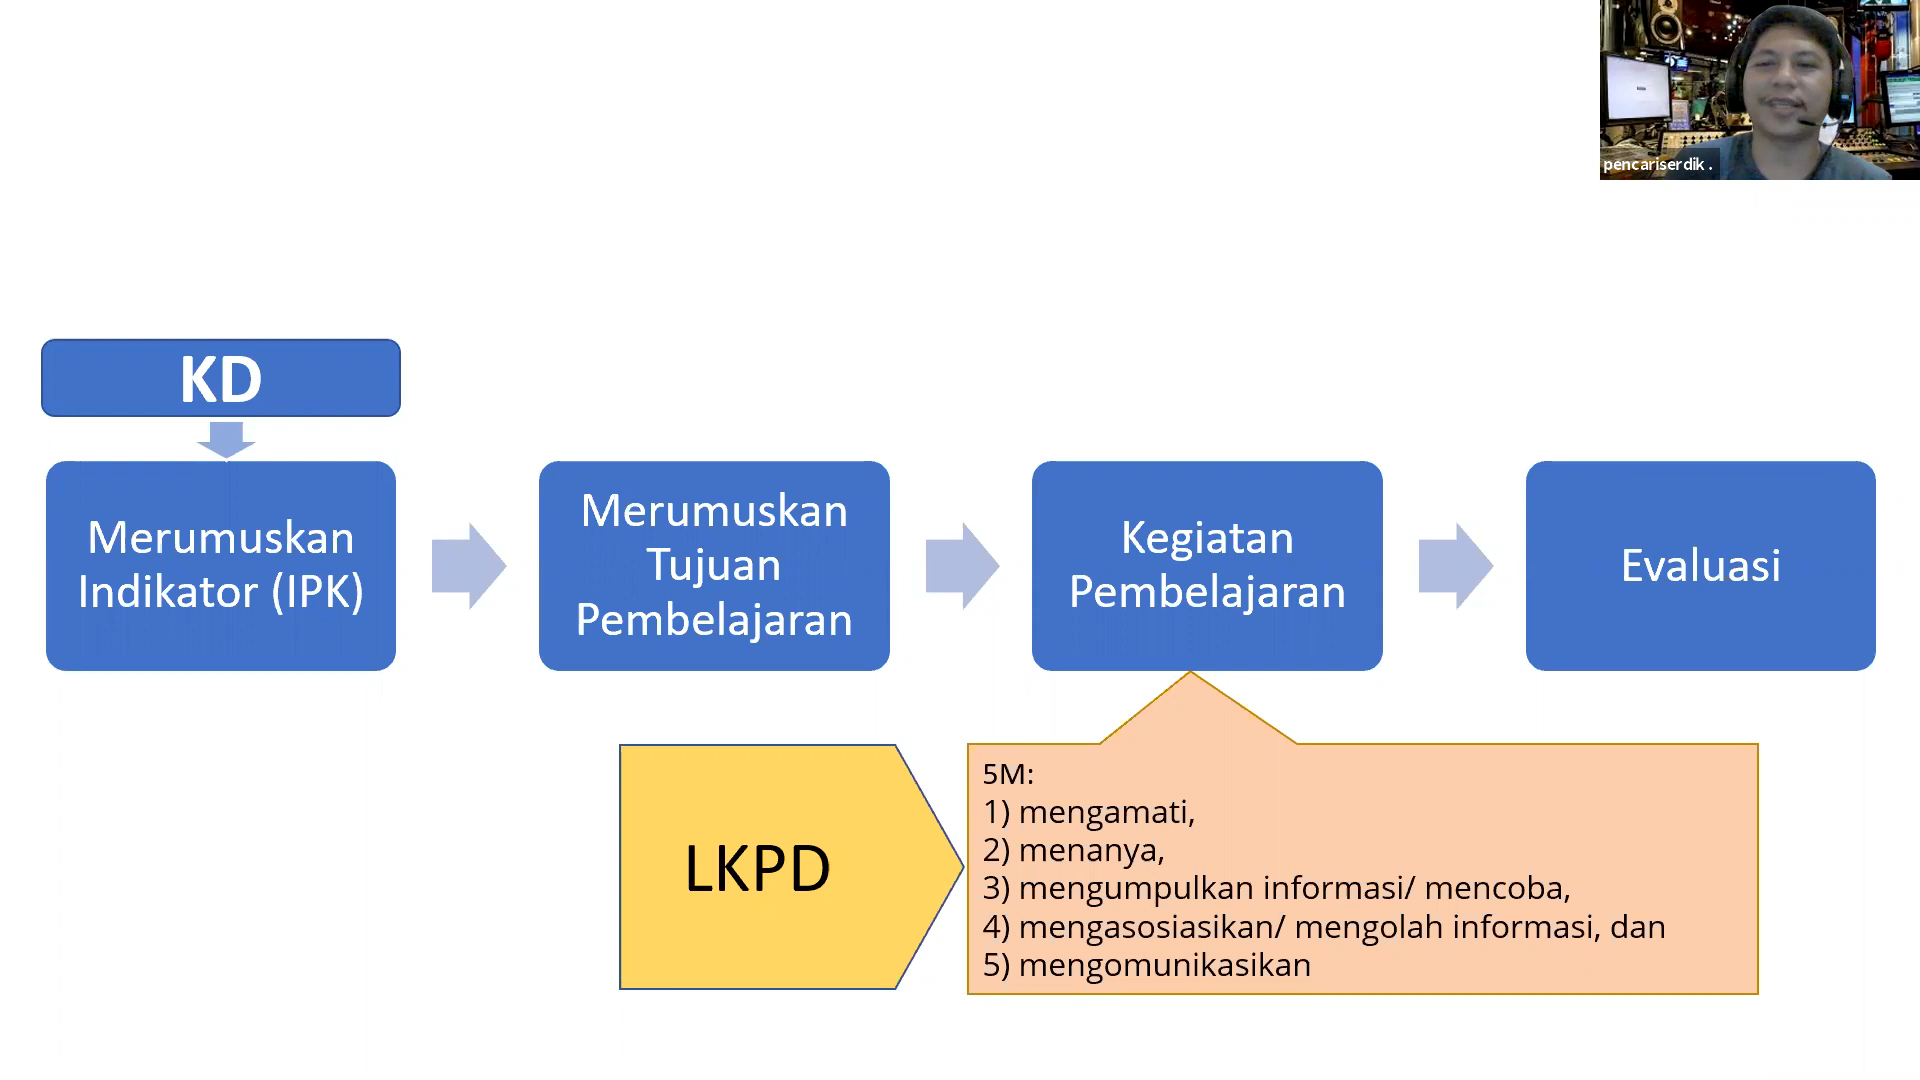 pencariserdik .
KD
Merumuskan
Indikator (IPK)
Merumuskan
Tujuan
Pembelajaran
Kegiatan
Pembelajaran
Evaluasi
LKPD
5M:
1) mengamati,
2) menanya,
3) mengumpulkan informasi/ mencoba,
4) mengasosiasikan/ mengolah informasi, dan
5) mengomunikasikan